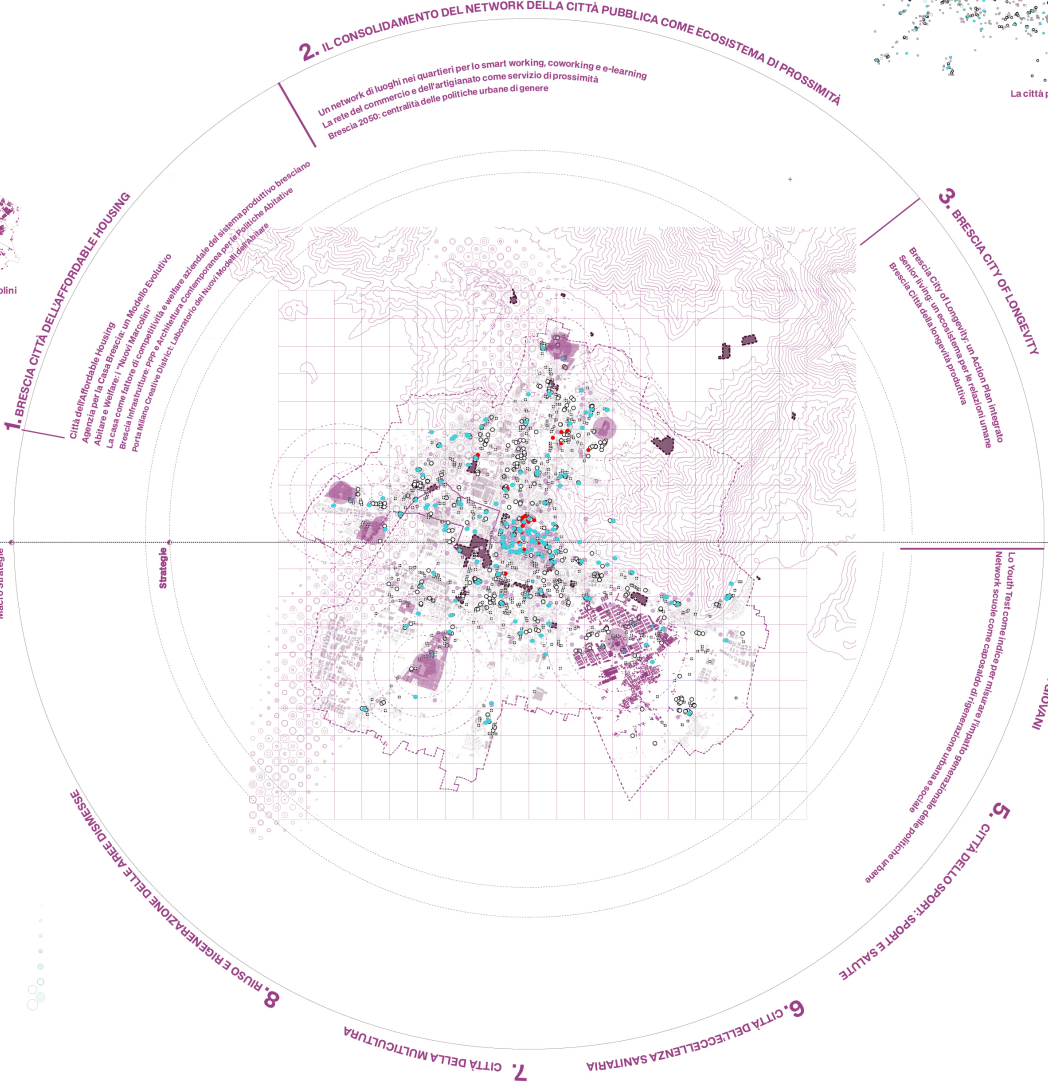 2. IL CONSOLIDAMENTO DEL NETWORK DELLA CITTÀ PUBBLICA COME ECOSISTEMA DI PROSSIMITÀ
Un network di luoghi nei quartieri per lo smart working, coworking e e-learning
La rete del commercio e dell'artigianato come servizio di prossimità
Brescia 2050: centralità delle politiche urbane di genere
La città p
1. BRESCIA CITTÀ DELL'AFFORDABLE HOUSING
Città dell'Affordable Housing
Agenzia per la Casa Brescia: un Modello Evolutivo
Abitare e Welfare: i "Nuovi Marcolini"
La casa come fattore di competitività e welfare aziendale del sistema produttivo bresciano
Brescia Infrastrutture: PPP e Architettura Contemporanea per le Politiche Abitative
Porta Milano Creative District: Laboratorio dei Nuovi Modelli dell'Abitare
olini
3. BRESCIA CITY OF LONGEVITY
Brescia City of Longevity: un Action Plan integrato
Senior living: un ecosistema per le relazioni umane
Brescia Città della longevità produttiva
Macro strategie
Strategie
GIOVANI
Lo Youth Test come indice per misurare l'impatto generazionale delle politiche urbane
Network scuole come caposaldo di rigenerazione urbana e sociale
5. CITTÀ DELLO SPORT: SPORT E SALUTE
6. CITTÀ DELL'ECCELLENZA SANITARIA
7. CITTÀ DELLA MULTICULTURA
8. RIUSO E RIGENERAZIONE DELLE AREE DISMESSE